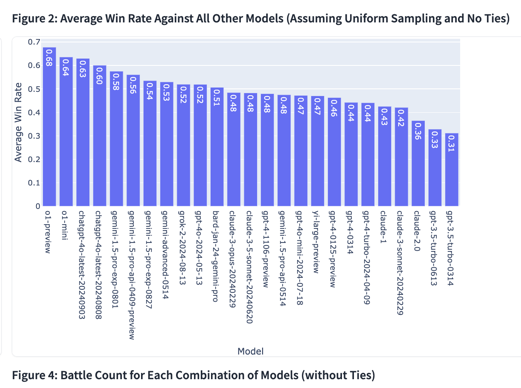 Figure 2: Average Win Rate Against All Other Models (Assuming Uniform Sampling and No Ties)
0.7
0.6
0.5
0.4
0.3
0.2
0.1
0
Average Win Rate
0.68
0.64
0.63
0.60
0.58
0.56
0.54
0.53
0.52
0.52
0.51
0.48
0.48
0.48
0.48
0.47
0.47
0.46
0.44
0.44
0.43
0.42
0.36
0.33
0.31
o1-preview
o1-mini
chatgpt-4o-latest-20240903
chatgpt-4o-latest-20240808
gemini-1.5-pro-exp-0801
gemini-1.5-pro-api-0409-preview
gemini-1.5-pro-exp-0827
gemini-advanced-0514
grok-2-2024-08-13
gpt-4o-2024-05-13
bard-jan-24-gemini-pro
claude-3-opus-20240229
claude-3-5-sonnet-20240620
gpt-4-1106-preview
gemini-1.5-pro-api-0514
gpt-4o-mini-2024-07-18
yi-large-preview
gpt-4-0125-preview
gpt-4-0314
gpt-4-turbo-2024-04-09
claude-1
claude-3-sonnet-20240229
claude-2.0
gpt-3.5-turbo-0613
gpt-3.5-turbo-0314
Model
Figure 4: Battle Count for Each Combination of Models (without Ties)